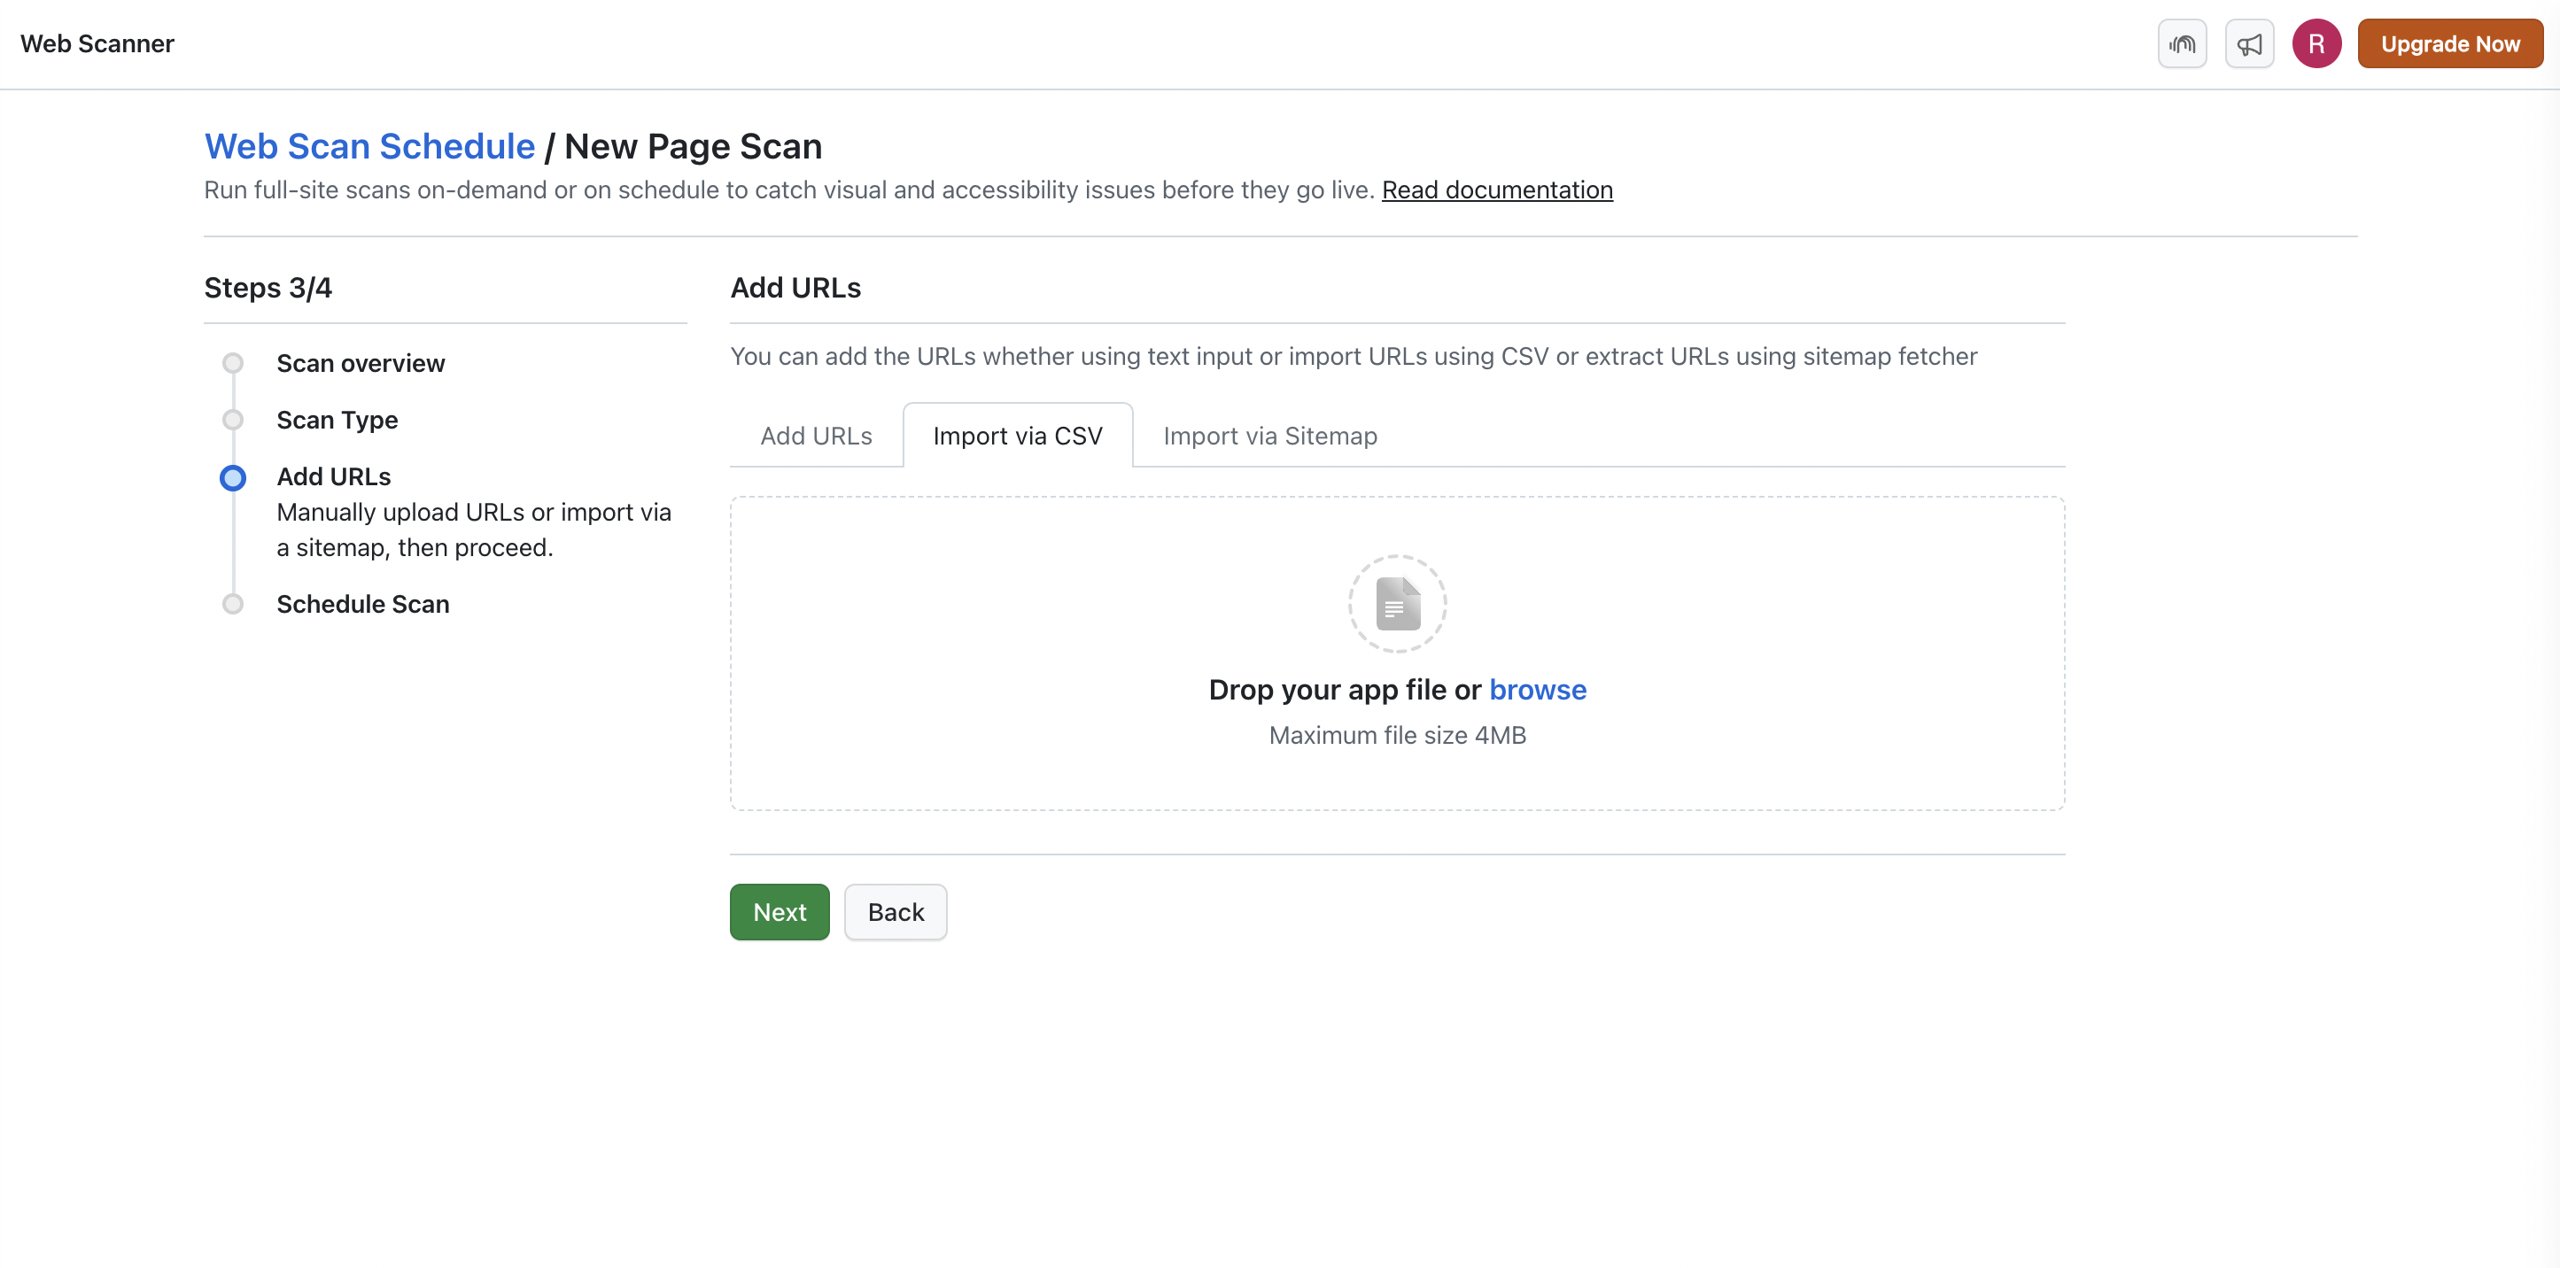 Web Scanner
R
Upgrade Now
Web Scan Schedule / New Page Scan
Run full-site scans on-demand or on schedule to catch visual and accessibility issues before they go live. Read documentation
Steps 3/4
Scan overview
Scan Type
Add URLs
Manually upload URLs or import via
a sitemap, then proceed.
Schedule Scan
Add URLs
You can add the URLs whether using text input or import URLs using CSV or extract URLs using sitemap fetcher
Add URLs
Import via CSV
Import via Sitemap
Drop your app file or browse
Maximum file size 4MB
Next
Back